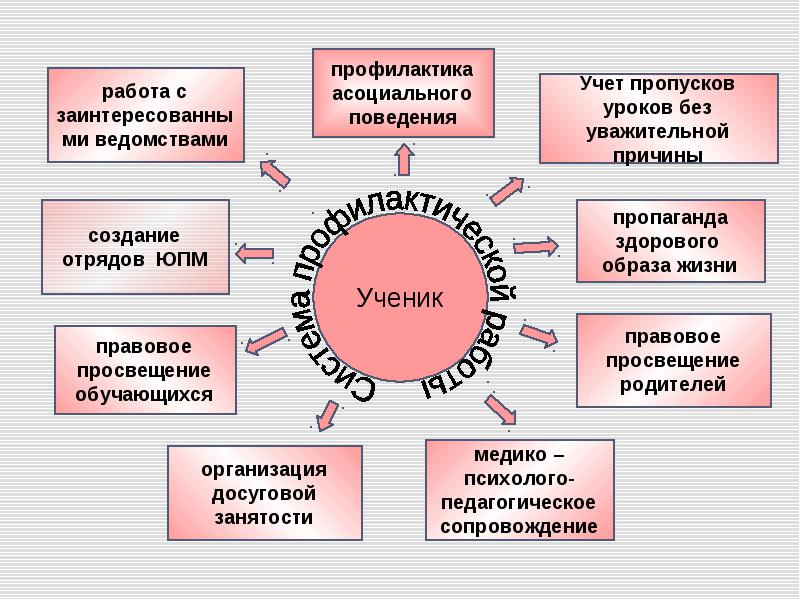 профилактика
асоциального
поведения
работа с
заинтересованны
ми ведомствами
Учет пропусков
уроков без
уважительной
причины
создание
отрядов ЮПМ
пропаганда
здорового
образа жизни
Система профилактической работы
Ученик
правовое
просвещение
обучающихся
правовое
просвещение
родителей
организация
досуговой
занятости
медико –
психолого-
педагогическое
сопровождение